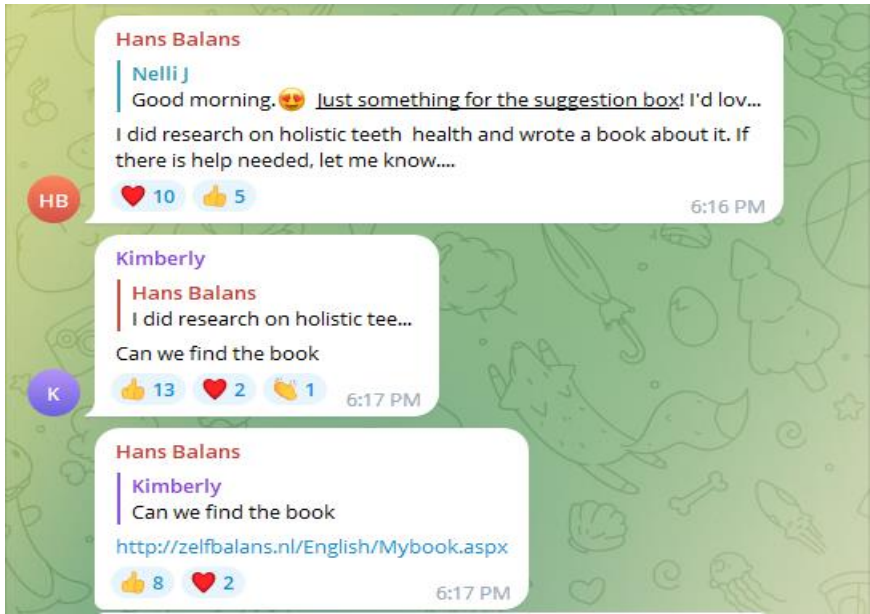 Hans Balans
Nelli J
Good morning.😍 Just something for the suggestion box! I'd lov...
I did research on holistic teeth health and wrote a book about it. If
there is help needed, let me know....
HB
❤️ 10 👍 5
6:16 PM
Kimberly
Hans Balans
I did research on holistic tee...
Can we find the book
K
👍 13 ❤️ 2 👏 1
6:17 PM
Hans Balans
Kimberly
Can we find the book
http://zelfbalans.nl/English/Mybook.aspx
👍 8 ❤️ 2
6:17 PM